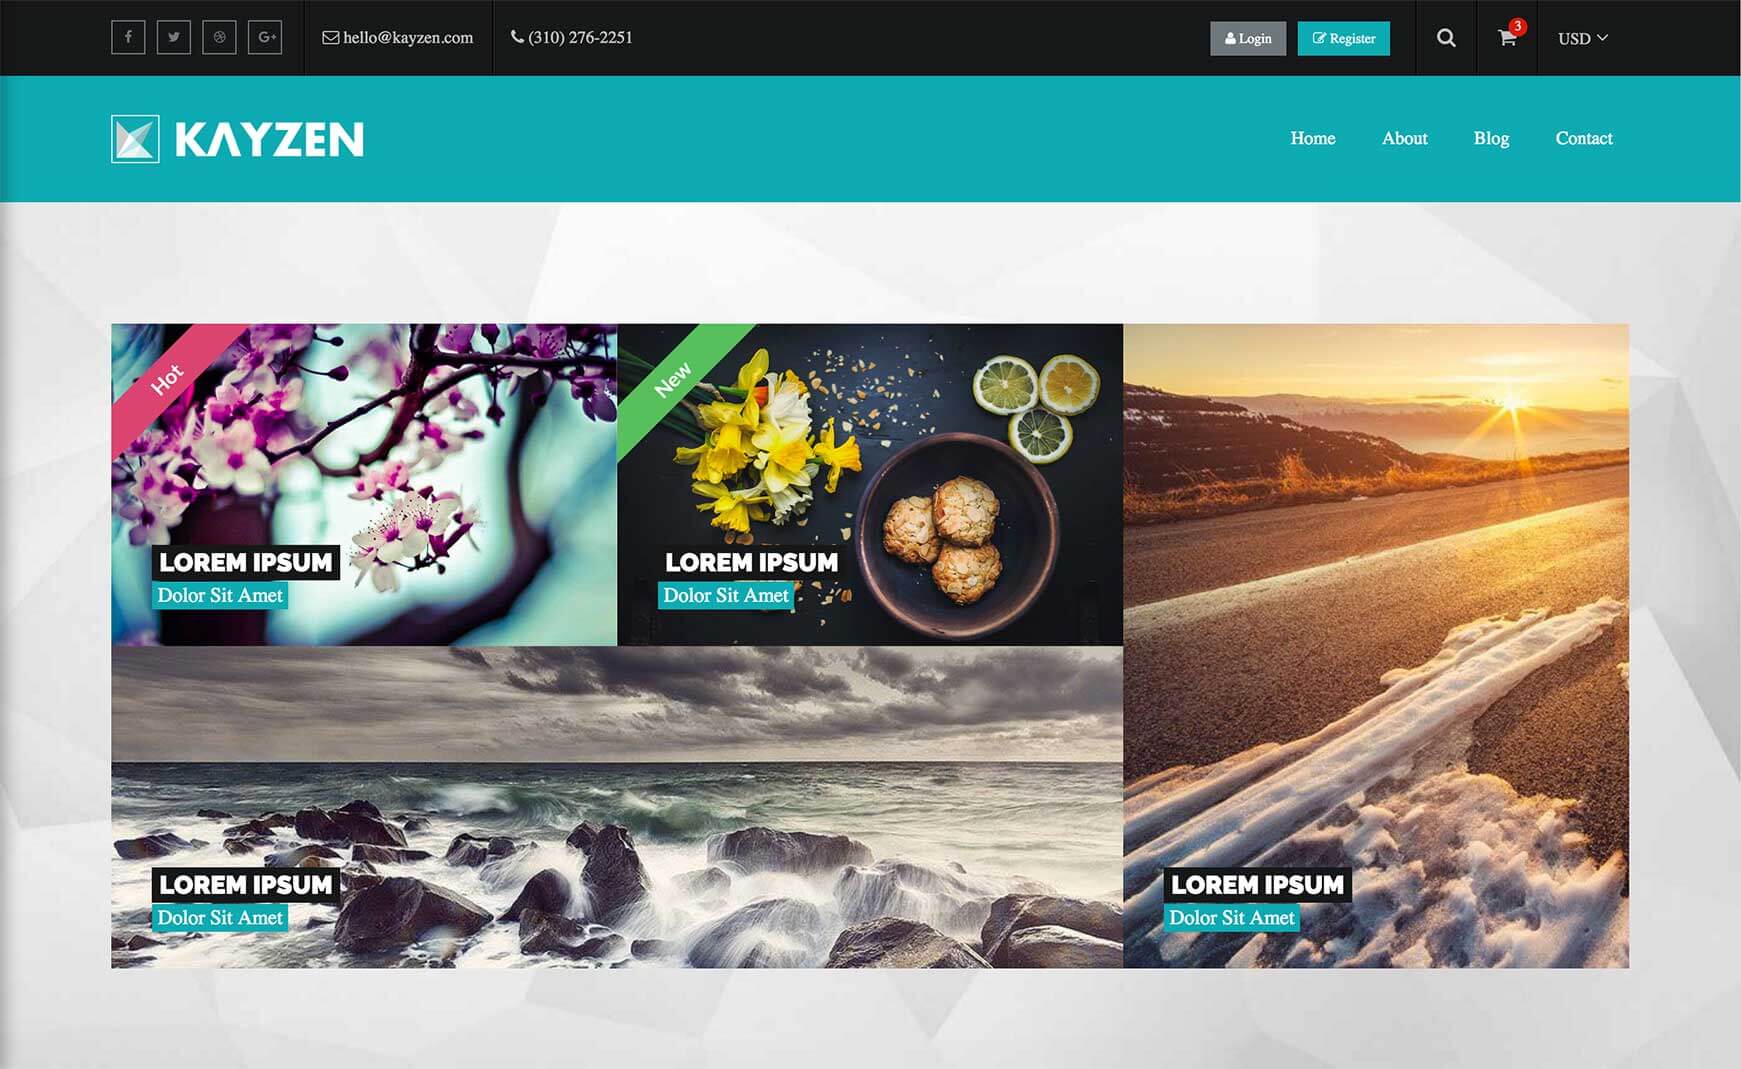 hello@kayzen.com
(310) 276-2251
Login
Register
3
USD
KAYZEN
Home
About
Blog
Contact
Hot
LOREM IPSUM
Dolor Sit Amet
New
LOREM IPSUM
Dolor Sit Amet
LOREM IPSUM
Dolor Sit Amet
LOREM IPSUM
Dolor Sit Amet